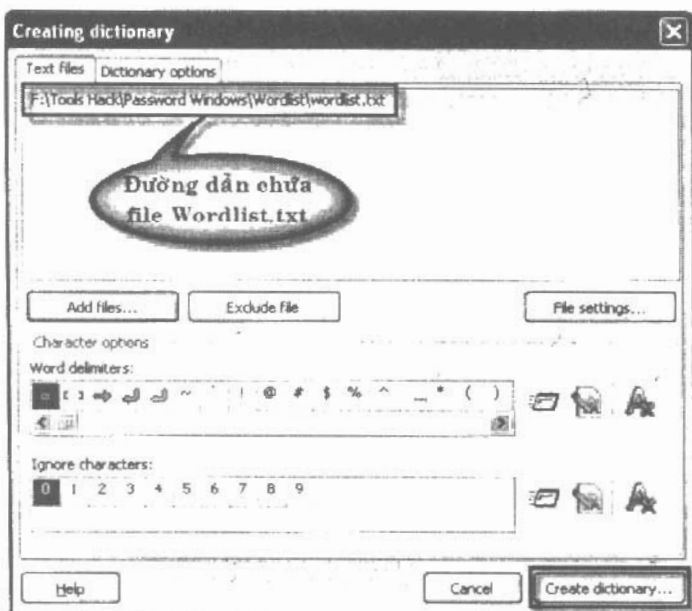 Creating dictionary
Text files Dictionary options
F:\Tools Hack\Password Windows\Wordlist\wordlist.txt
Đường dẫn chứa
file Wordlist.txt
Add files... Exclude file File settings...
Character options
Word delimiters:
~ ` ! @ # $ % ^ _ * ( )
Ignore characters:
0 1 2 3 4 5 6 7 8 9
Help Cancel Create dictionary...